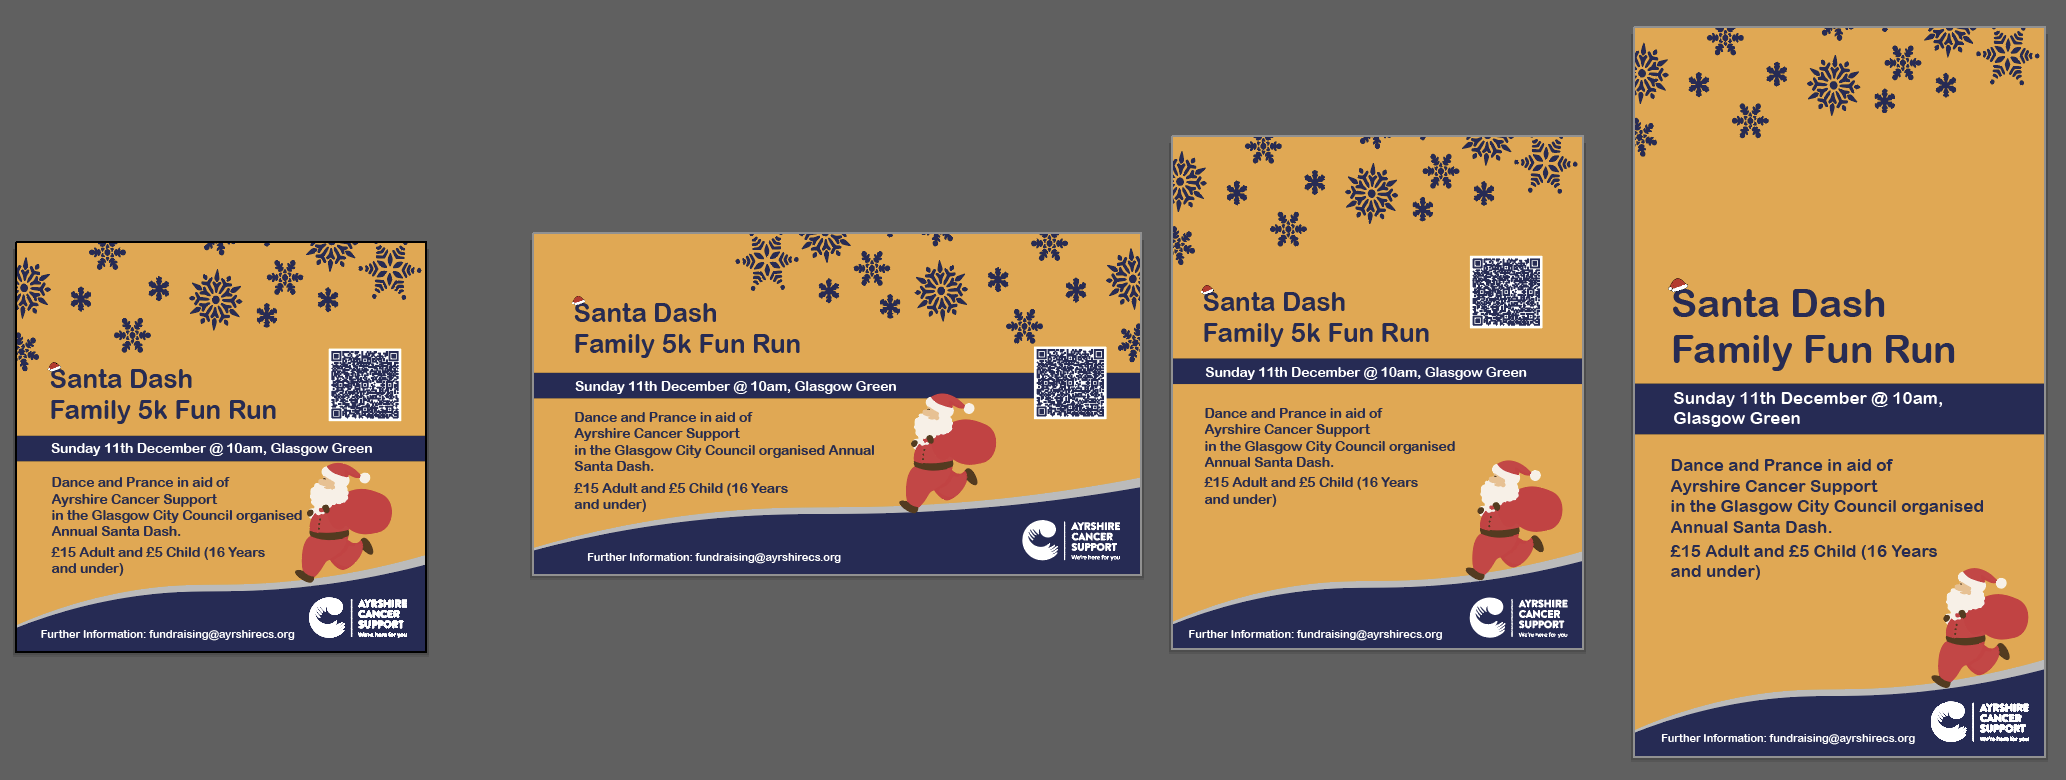 Santa Dash
Family 5k Fun Run
Sunday 11th December @ 10am, Glasgow Green
Dance and Prance in aid of
Ayrshire Cancer Support
in the Glasgow City Council organised
Annual Santa Dash.
£15 Adult and £5 Child (16 Years
and under)
Further Information: fundraising@ayrshirecs.org
AYRSHIRE
CANCER
SUPPORT
We're here for you
Santa Dash
Family 5k Fun Run
Sunday 11th December @ 10am, Glasgow Green
Dance and Prance in aid of
Ayrshire Cancer Support
in the Glasgow City Council organised Annual
Santa Dash.
£15 Adult and £5 Child (16 Years
and under)
Further Information: fundraising@ayrshirecs.org
AYRSHIRE
CANCER
SUPPORT
We're here for you
Santa Dash
Family 5k Fun Run
Sunday 11th December @ 10am, Glasgow Green
Dance and Prance in aid of
Ayrshire Cancer Support
in the Glasgow City Council organised
Annual Santa Dash.
£15 Adult and £5 Child (16 Years
and under)
Further Information: fundraising@ayrshirecs.org
AYRSHIRE
CANCER
SUPPORT
We're here for you
Santa Dash
Family Fun Run
Sunday 11th December @ 10am,
Glasgow Green
Dance and Prance in aid of
Ayrshire Cancer Support
in the Glasgow City Council organised
Annual Santa Dash.
£15 Adult and £5 Child (16 Years
and under)
Further Information: fundraising@ayrshirecs.org
AYRSHIRE
CANCER
SUPPORT
We're here for you